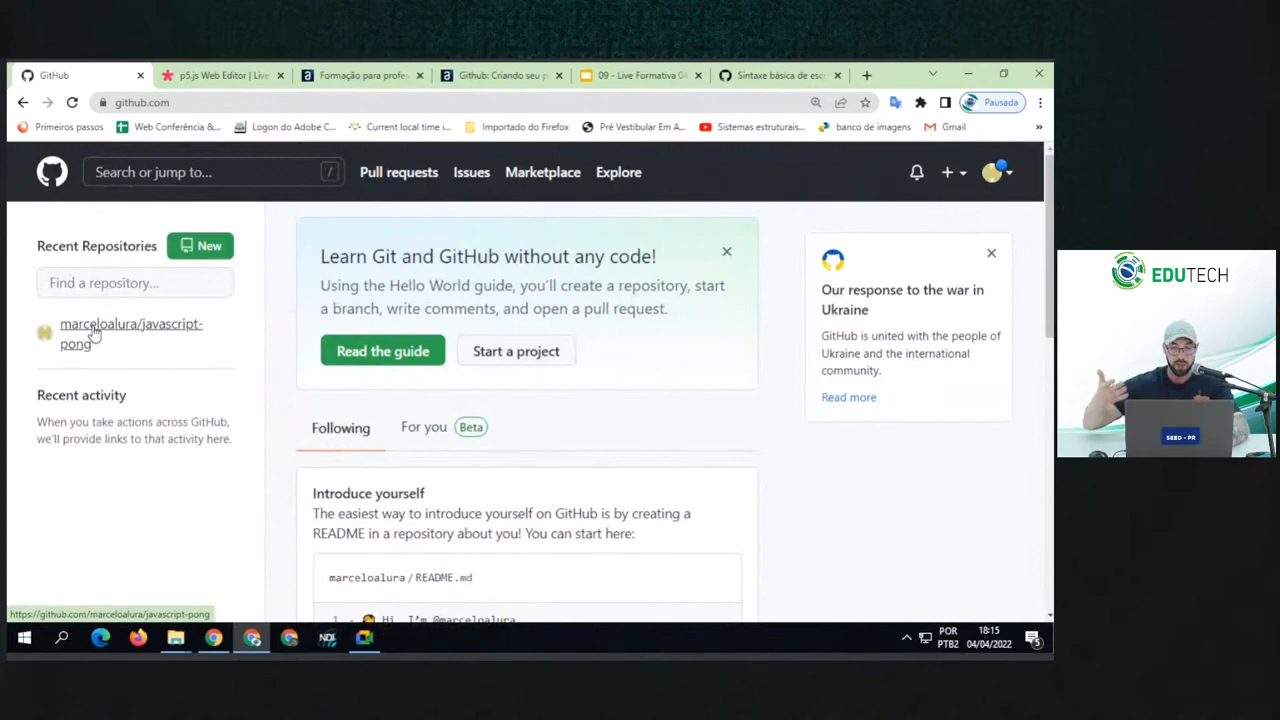 GitHub
p5.js Web Editor | Live
Formação para profes
Github: Criando seu p
09 - Live Formativa 04
Sintaxe básica de esc
github.com
Pausada
Primeiros passos
Web Conferência &...
Logon do Adobe C...
Current local time i...
Importado do Firefox
Pré Vestibular Em A...
Sistemas estruturais...
banco de imagens
Gmail
»
Search or jump to...
/
Pull requests
Issues
Marketplace
Explore
Recent Repositories
New
Find a repository...
marceloalura/javascript-
pong
Recent activity
When you take actions across GitHub,
we'll provide links to that activity here.
Learn Git and GitHub without any code!
Using the Hello World guide, you'll create a repository, start
a branch, write comments, and open a pull request.
Read the guide
Start a project
Following
For you
Beta
Introduce yourself
The easiest way to introduce yourself on GitHub is by creating a
README in a repository about you! You can start here:
marceloalura / README.md
1 - 👋 Hi, I'm @marceloalura
Our response to the war in
Ukraine
GitHub is united with the people of
Ukraine and the international
community.
Read more
EDUTECH
SEED - PR
https://github.com/marceloalura/javascript-pong
NDI
POR
PTB2
18:15
04/04/2022
5